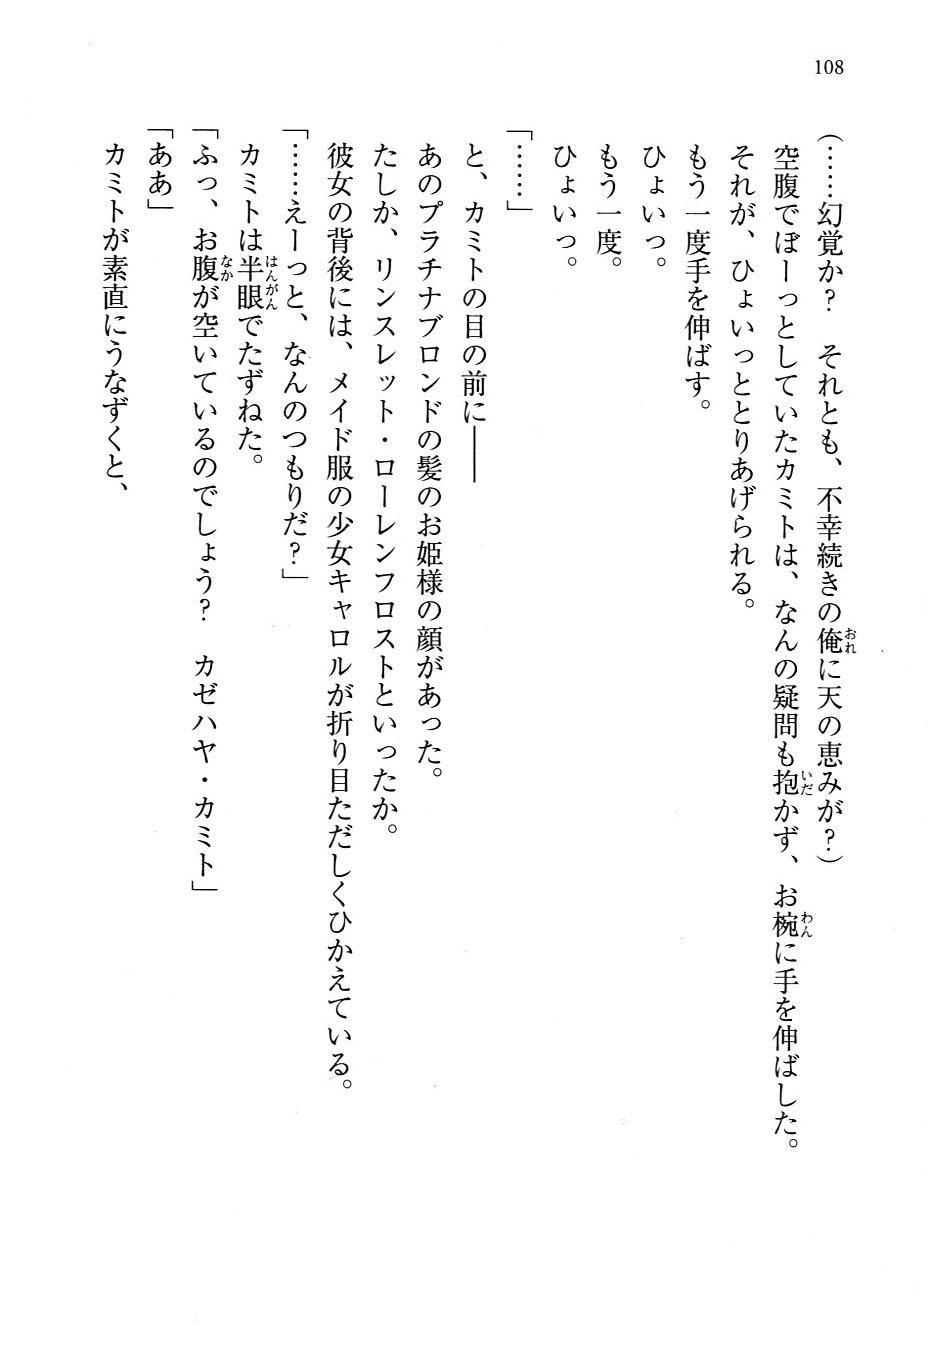 108
(……幻覚か？　それとも、不幸続きの俺に天の恵みが？)
空腹でぼーっとしていたカミトは、なんの疑問も抱かず、お椀に手を伸ばした。
それが、ひょいっととりあげられる。
もう一度手を伸ばす。
ひょいっ。
もう一度。
ひょいっ。
「……」
と、カミトの目の前に――
あのプラチナブロンドの髪のお姫様の顔があった。
たしか、リンスレット・ローレンフロストといったか。
彼女の背後には、メイド服の少女キャロルが折り目ただしくひかえている。
「……えーっと、なんのつもりだ？」
カミトは半眼でたずねた。
「ふっ、お腹が空いているのでしょう？　カゼハヤ・カミト」
「ああ」
カミトが素直にうなずくと、